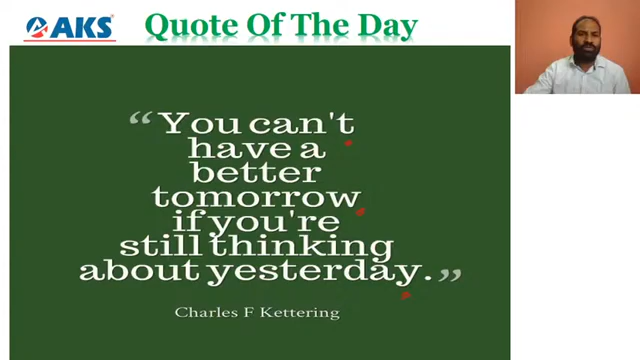 AKS
Quote Of The Day
“You can't
have a
better
tomorrow
if you're
still thinking
about yesterday.”
Charles F Kettering